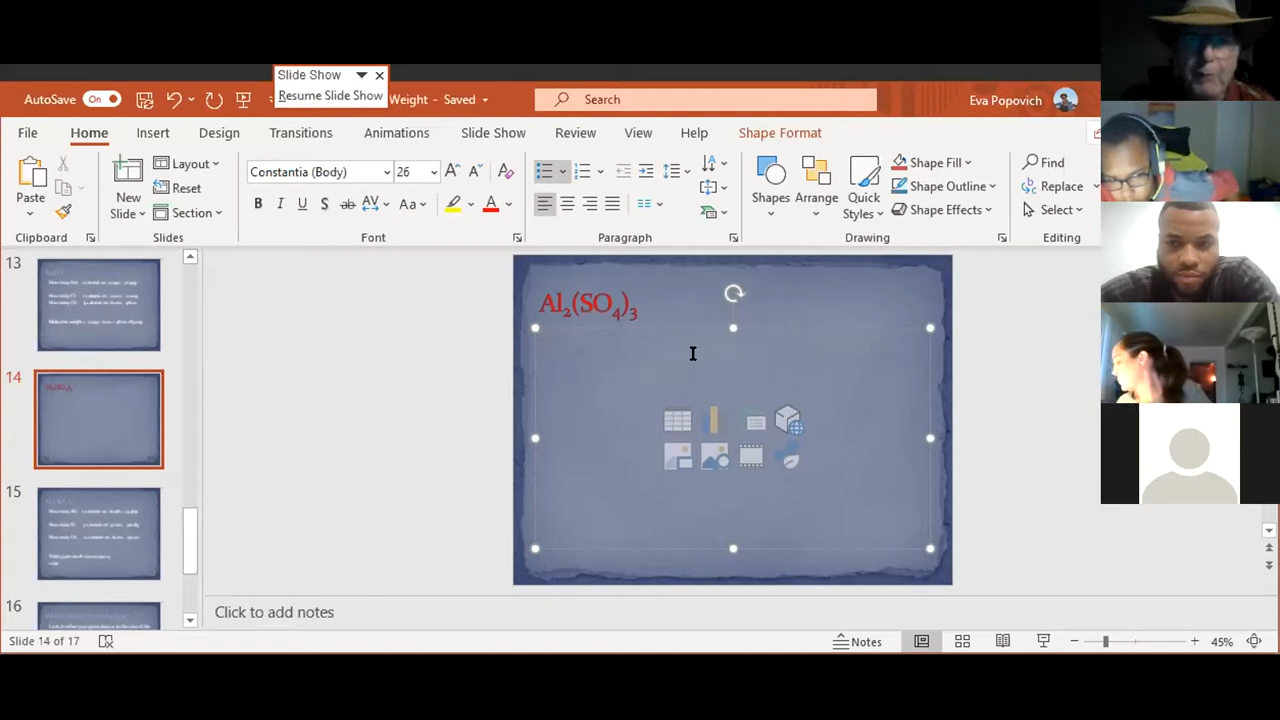 Slide Show
Resume Slide Show
AutoSave On Weight - Saved Search Eva Popovich
File Home Insert Design Transitions Animations Slide Show Review View Help Shape Format
Paste
New Slide
Layout
Reset
Section
Constantia (Body) 26
B I U S ab AV Aa A
Shapes
Arrange
Quick Styles
Shape Fill
Shape Outline
Shape Effects
Find
Replace
Select
Clipboard Slides Font Paragraph Drawing Editing
13
14
15
16
Al₂(SO₄)₃
Click to add notes
Slide 14 of 17 Notes 45%